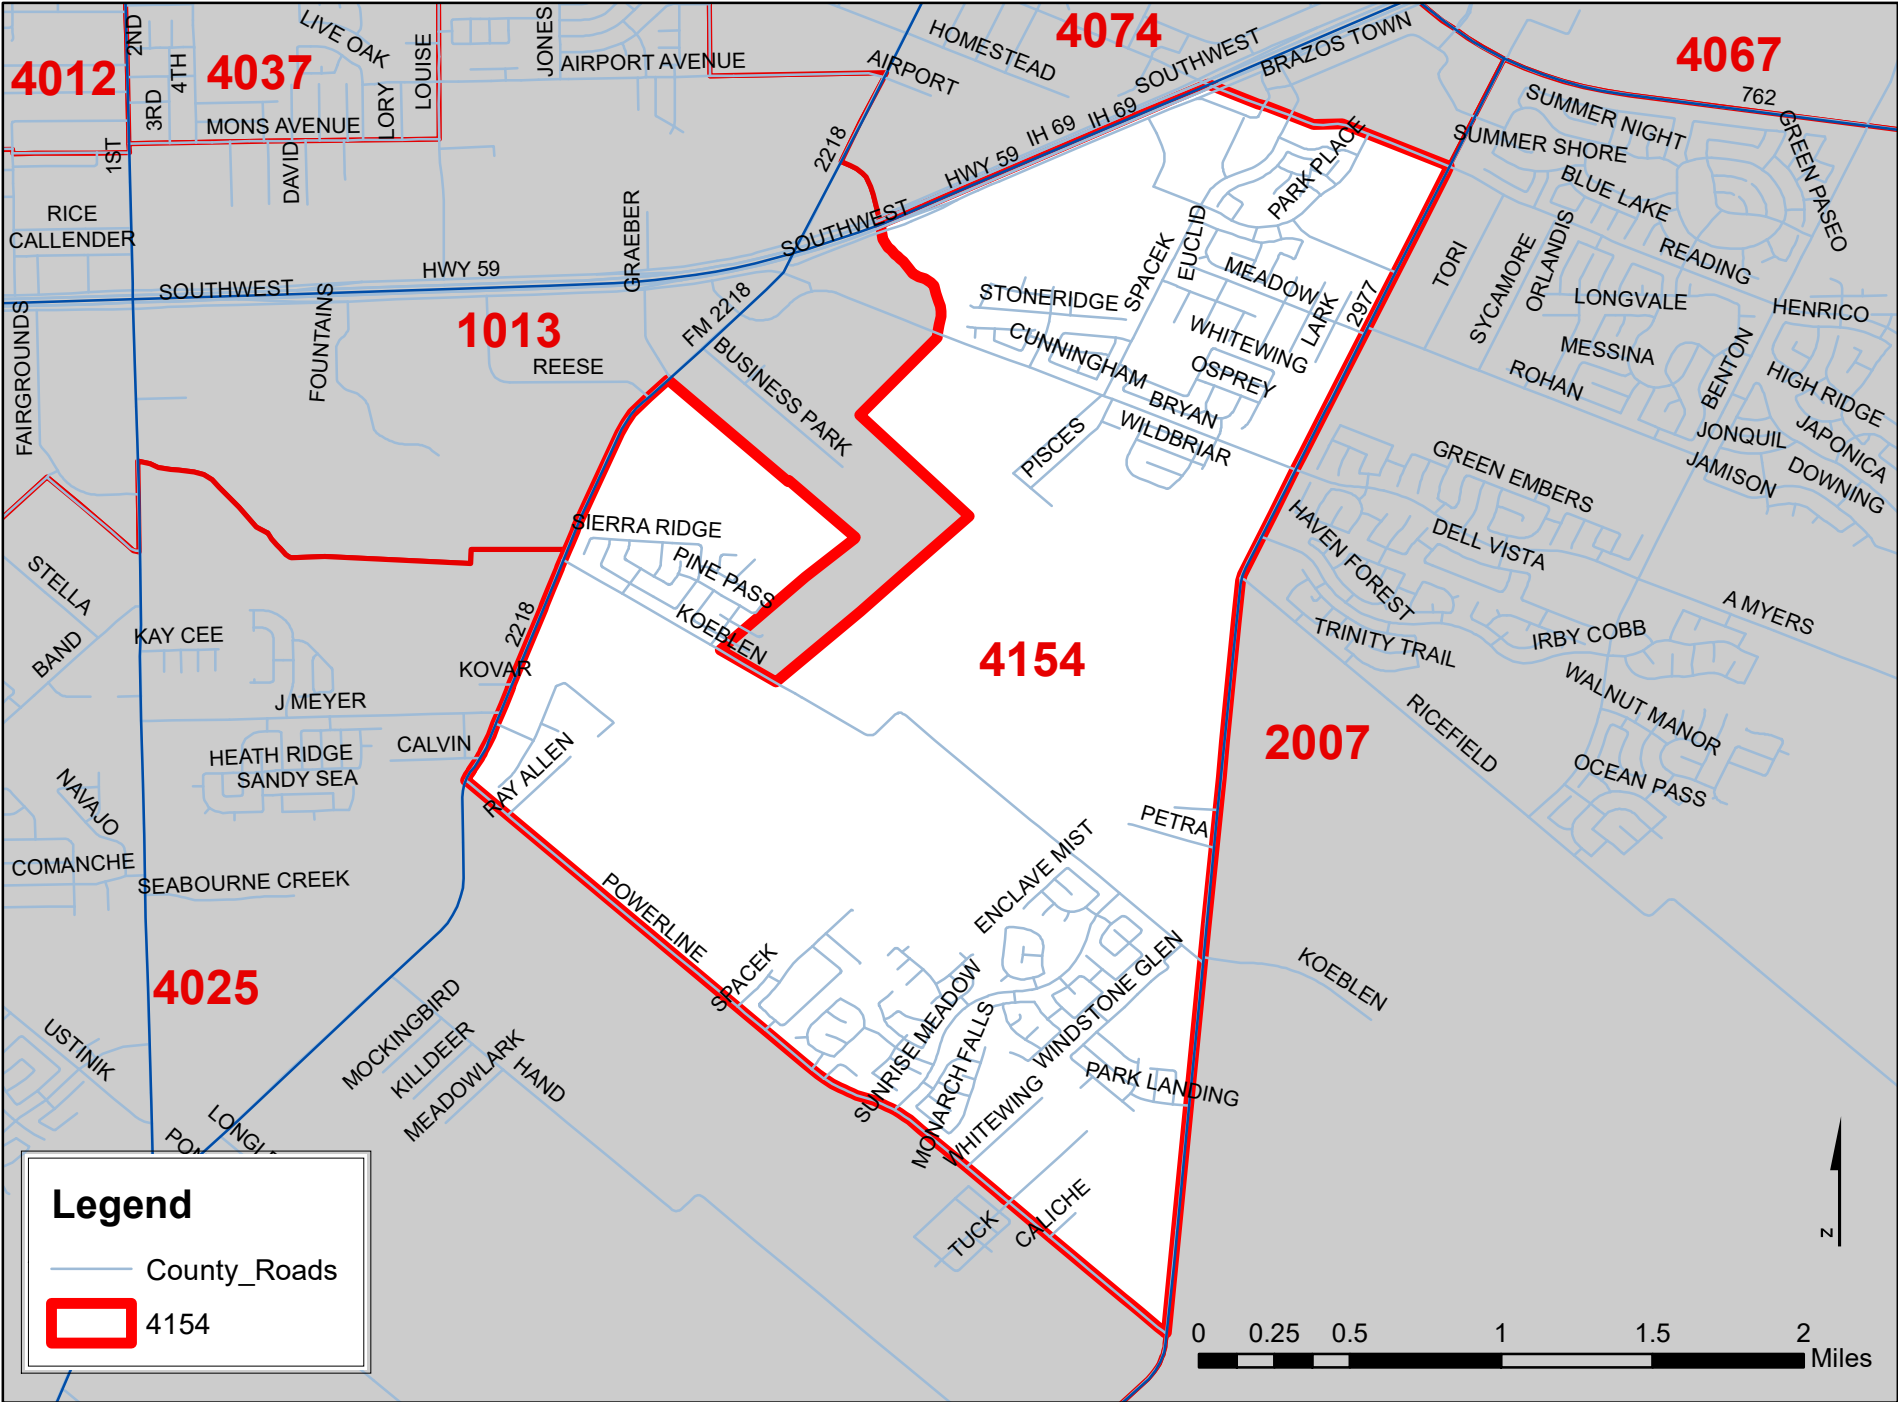 4012
2ND
4TH
3RD
1ST
4037
LIVE OAK
LOUISE
LORY
MONS AVENUE
DAVID
JONES
AIRPORT AVENUE
AIRPORT
HOMESTEAD
4074
SOUTHWEST
BRAZOS TOWN
4067
762
SUMMER NIGHT
SUMMER SHORE
GREEN PASEO
BLUE LAKE
READING
2218
HWY 59
IH 69
IH 69
PARK PLACE
RICE
CALLENDER
GRAEBER
SOUTHWEST
SOUTHWEST
HWY 59
EUCLID
SPACEK
MEADOW
LARK
2977
TORI
SYCAMORE
ORLANDIS
LONGVALE
HENRICO
MESSINA
BENTON
ROHAN
HIGH RIDGE
JAPONICA
JONQUIL
DOWNING
JAMISON
FAIRGROUNDS
FOUNTAINS
1013
REESE
FM 2218
BUSINESS PARK
STONERIDGE
CUNNINGHAM
WHITEWING
OSPREY
BRYAN
WILDBRIAR
PISCES
GREEN EMBERS
DELL VISTA
HAVEN FOREST
TRINITY TRAIL
IRBY COBB
A MYERS
WALNUT MANOR
RICEFIELD
OCEAN PASS
SIERRA RIDGE
PINE PASS
KOEBLEN
2218
KOVAR
STELLA
BAND
KAY CEE
J MEYER
CALVIN
HEATH RIDGE
SANDY SEA
NAVAJO
COMANCHE
SEABOURNE CREEK
RAY ALLEN
4154
2007
PETRA
ENCLAVE MIST
POWERLINE
SPACEK
SUNRISE MEADOW
MONARCH FALLS
WINDSTONE GLEN
WHITEWING
PARK LANDING
KOEBLEN
4025
USTINIK
MOCKINGBIRD
KILLDEER
MEADOWLARK
HAND
TUCK
CALICHE
Legend
County_Roads
4154
z
0 0.25 0.5 1 1.5 2
Miles